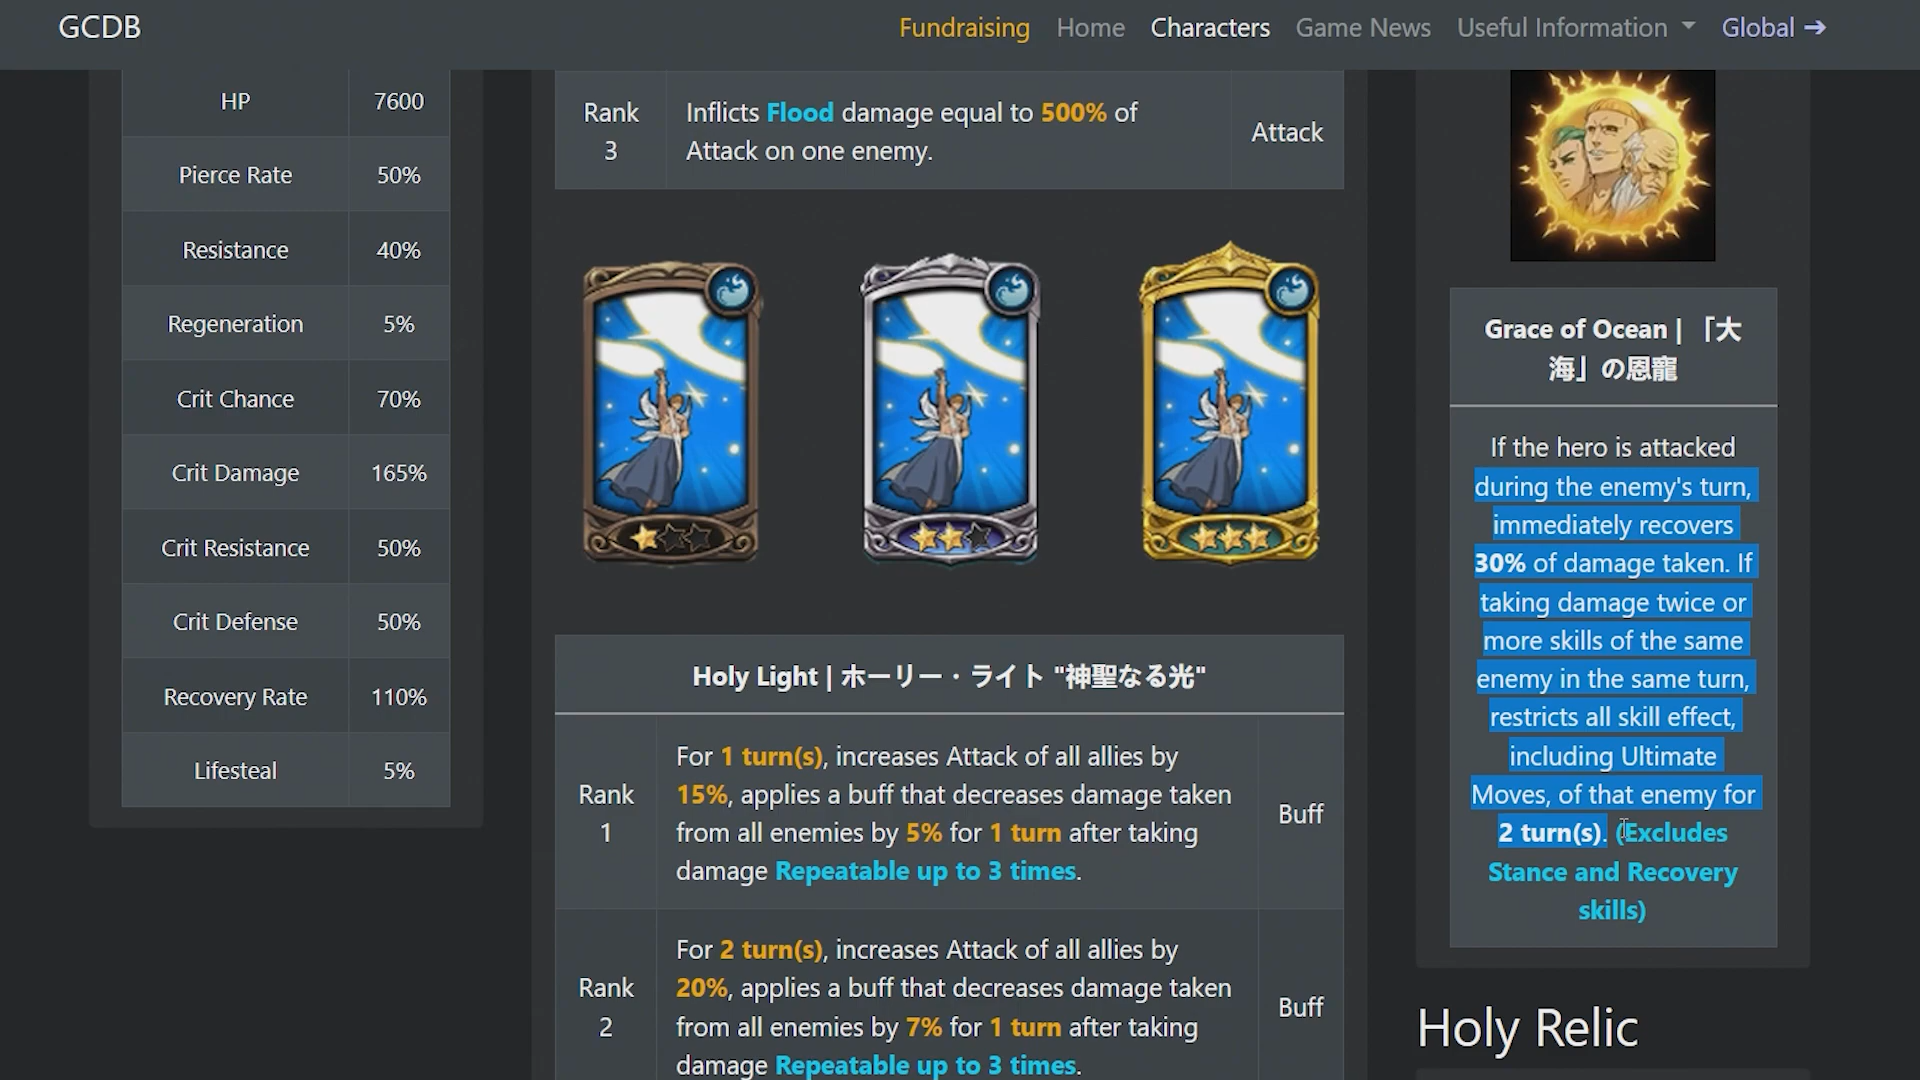 GCDB
Fundraising Home Characters Game News Useful Information Global →
HP 7600
Pierce Rate 50%
Resistance 40%
Regeneration 5%
Crit Chance 70%
Crit Damage 165%
Crit Resistance 50%
Crit Defense 50%
Recovery Rate 110%
Lifesteal 5%
Rank
3
Inflicts Flood damage equal to 500% of
Attack on one enemy.
Attack
Holy Light | ホーリー・ライト "神聖なる光"
Rank
1
For 1 turn(s), increases Attack of all allies by
15%, applies a buff that decreases damage taken
from all enemies by 5% for 1 turn after taking
damage Repeatable up to 3 times.
Buff
Rank
2
For 2 turn(s), increases Attack of all allies by
20%, applies a buff that decreases damage taken
from all enemies by 7% for 1 turn after taking
damage Repeatable up to 3 times.
Buff
Grace of Ocean | 「大
海」の恩寵
If the hero is attacked
during the enemy's turn,
immediately recovers
30% of damage taken. If
taking damage twice or
more skills of the same
enemy in the same turn,
restricts all skill effect,
including Ultimate
Moves, of that enemy for
2 turn(s). (Excludes
Stance and Recovery
skills)
Holy Relic